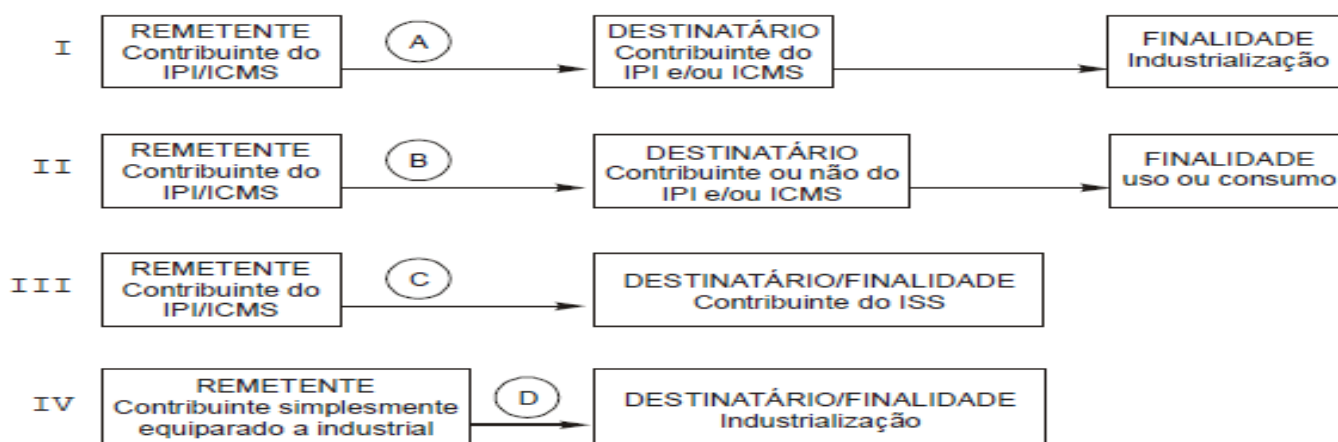 I
REMETENTE
Contribuinte do
IPI/ICMS
A
DESTINATÁRIO
Contribuinte do
IPI e/ou ICMS
FINALIDADE
Industrialização
II
REMETENTE
Contribuinte do
IPI/ICMS
B
DESTINATÁRIO
Contribuinte ou não do
IPI e/ou ICMS
FINALIDADE
uso ou consumo
III
REMETENTE
Contribuinte do
IPI/ICMS
C
DESTINATÁRIO/FINALIDADE
Contribuinte do ISS
IV
REMETENTE
Contribuinte simplesmente
equiparado a industrial
D
DESTINATÁRIO/FINALIDADE
Industrialização